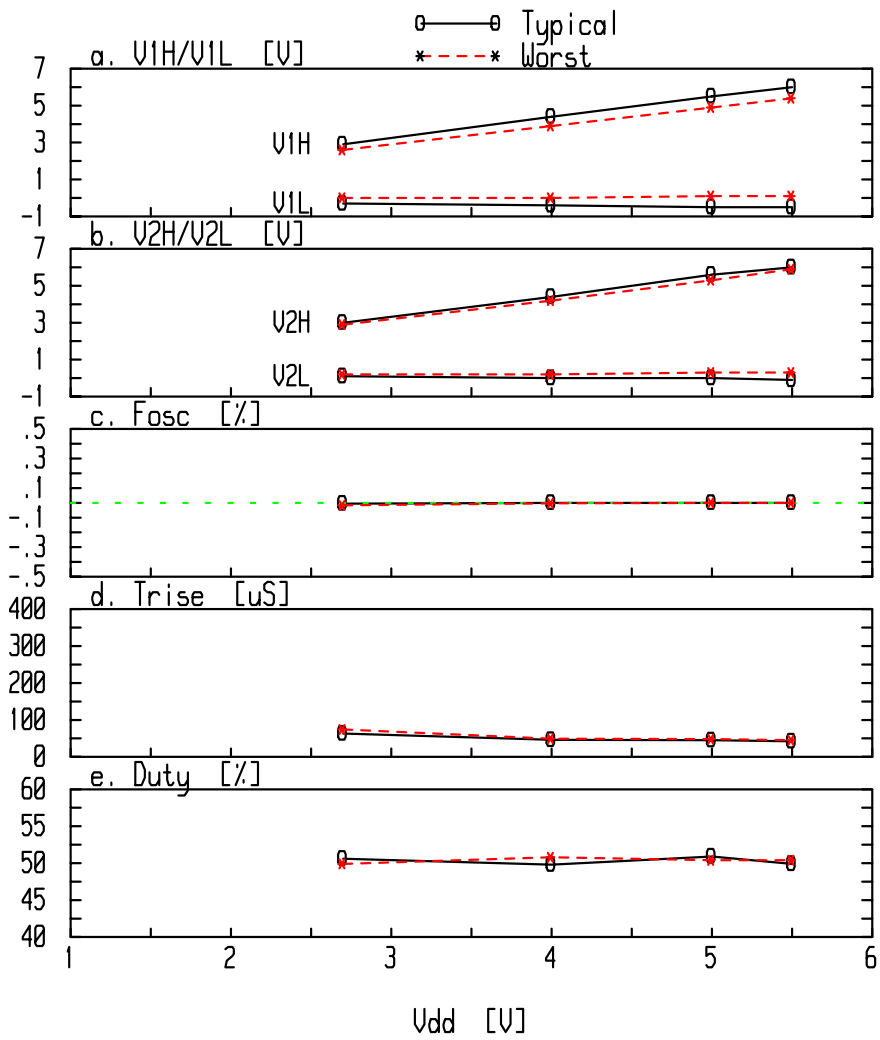 Typical
Worst
a. V1H/V1L [V]
7
5
3
1
-1
V1H
V1L
b. V2H/V2L [V]
7
5
3
1
-1
V2H
V2L
c. Fosc [%]
.5
.3
.1
-.1
-.3
-.5
d. Trise [uS]
400
300
200
100
0
e. Duty [%]
60
55
50
45
40
1 2 3 4 5 6
Vdd [V]